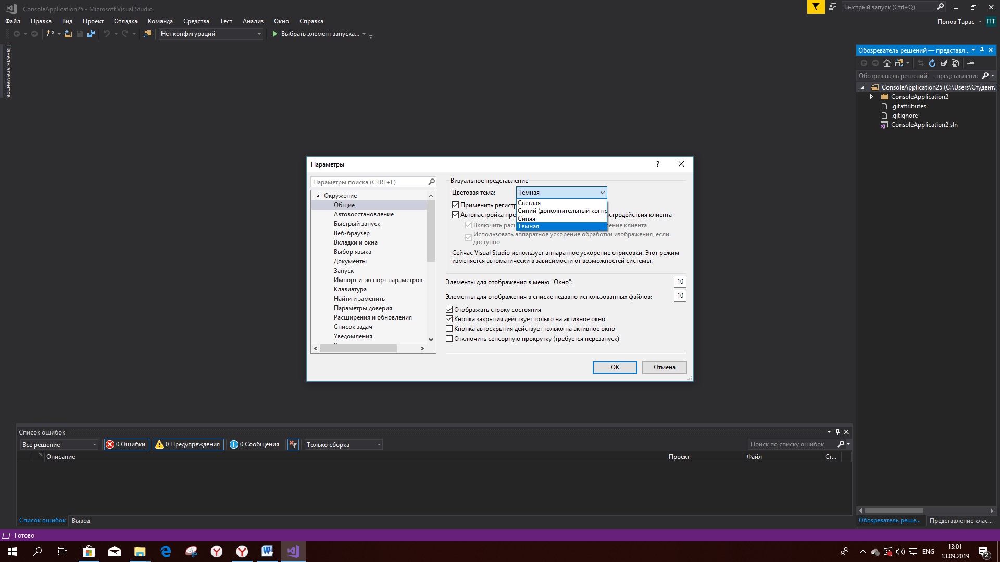 ConsoleApplication25 - Microsoft Visual Studio
Быстрый запуск (Ctrl+Q)
Файл Правка Вид Проект Отладка Команда Средства Тест Анализ Окно Справка
Попов Тарас ПТ
Нет конфигураций
Выбрать элемент запуска...
Панель элементов
Обозреватель решений — представл...
Обозреватель решений — представление
ConsoleApplication25 (C:\Users\Студент.
ConsoleApplication2
.gitattributes
.gitignore
ConsoleApplication2.sln
Параметры
?
Параметры поиска (CTRL+E)
Окружение
Общие
Автовосстановление
Быстрый запуск
Веб-браузер
Вкладки и окна
Выбор языка
Документы
Запуск
Импорт и экспорт параметров
Клавиатура
Найти и заменить
Параметры доверия
Расширения и обновления
Список задач
Уведомления
Визуальное представление
Цветовая тема: Темная
Светлая
Синий (дополнительный контр
Синяя
Темная
Применить регистр
Автонастройка пре стродействия клиента
Включить рас ление клиента
Использовать аппаратное ускорение обработки изображения, если
доступно
Сейчас Visual Studio использует аппаратное ускорение отрисовки. Этот режим
изменяется автоматически в зависимости от возможностей системы.
Элементы для отображения в меню "Окно": 10
Элементы для отображения в списке недавно использованных файлов: 10
Отображать строку состояния
Кнопка закрытия действует только на активное окно
Кнопка автоскрытия действует только на активное окно
Отключить сенсорную прокрутку (требуется перезапуск)
ОК Отмена
Список ошибок
Все решение 0 Ошибки 0 Предупреждения 0 Сообщения Только сборка Поиск по списку ошибок
Описание Проект Файл Ст...
Список ошибок Вывод
Обозреватель реше... Представление клас...
Готово
ENG
13:01
13.09.2019
2